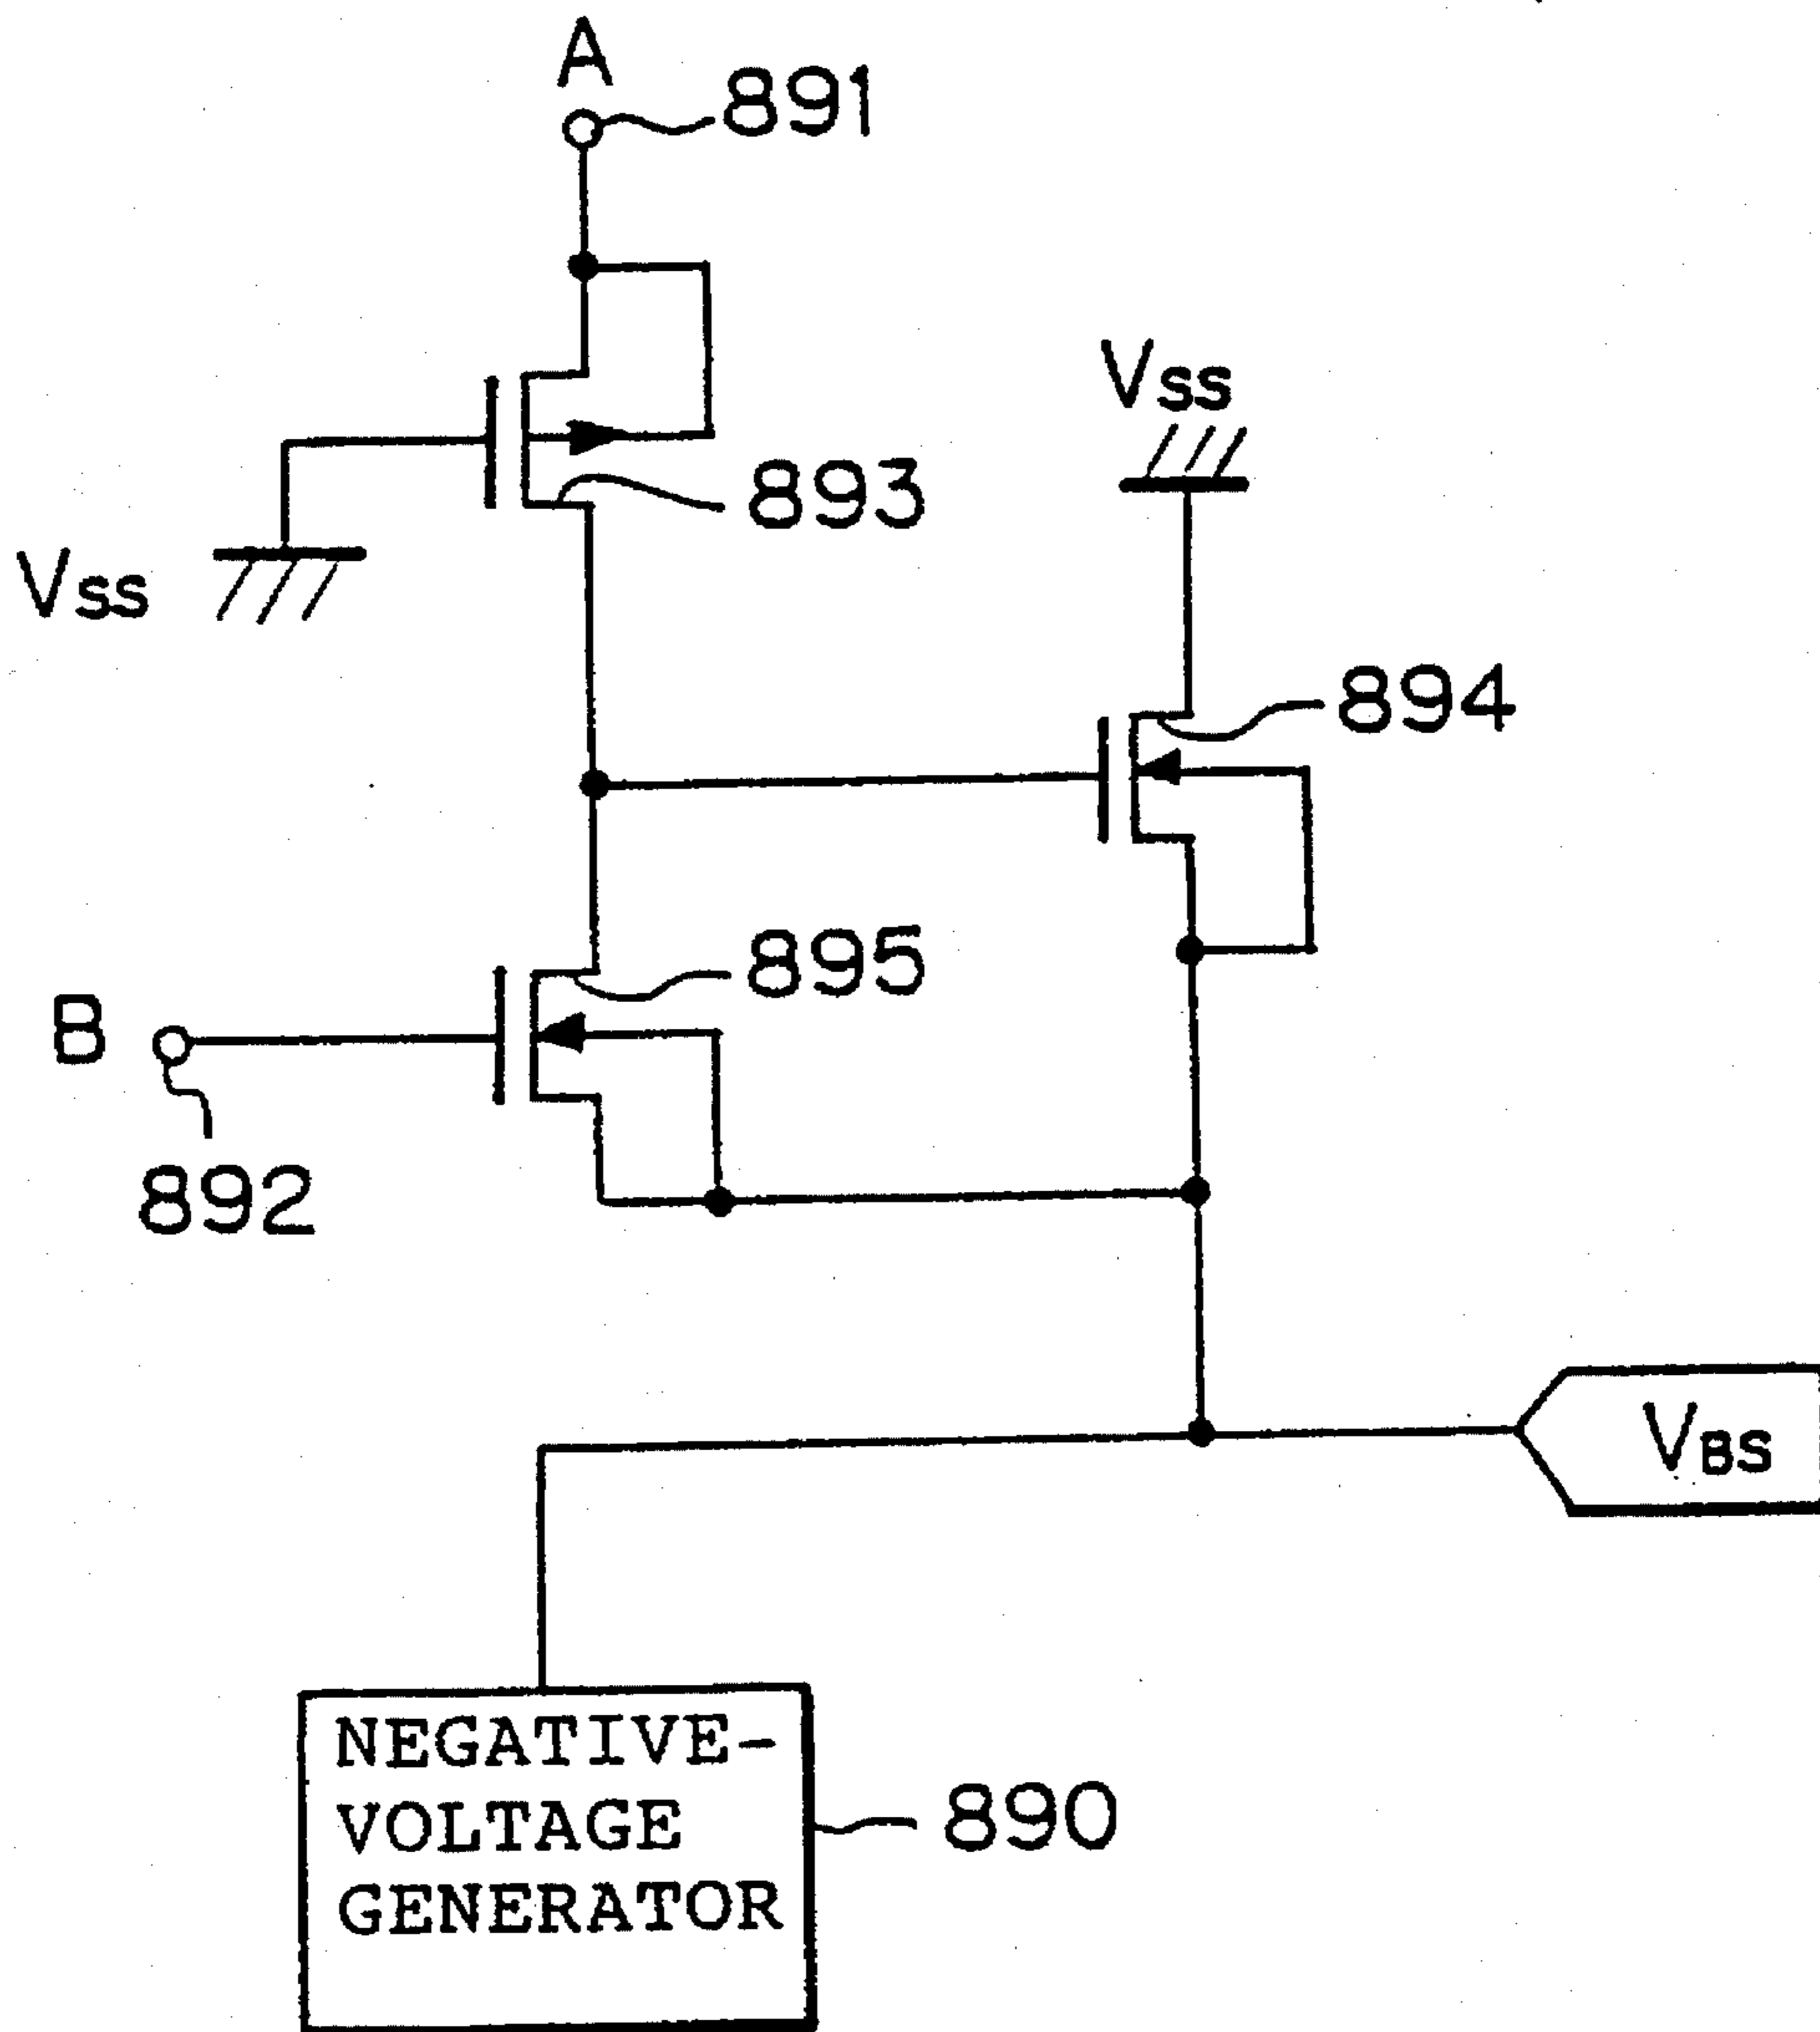 A
891
Vss
893
Vss
894
895
B
892
VBS
NEGATIVE-
VOLTAGE
GENERATOR
890